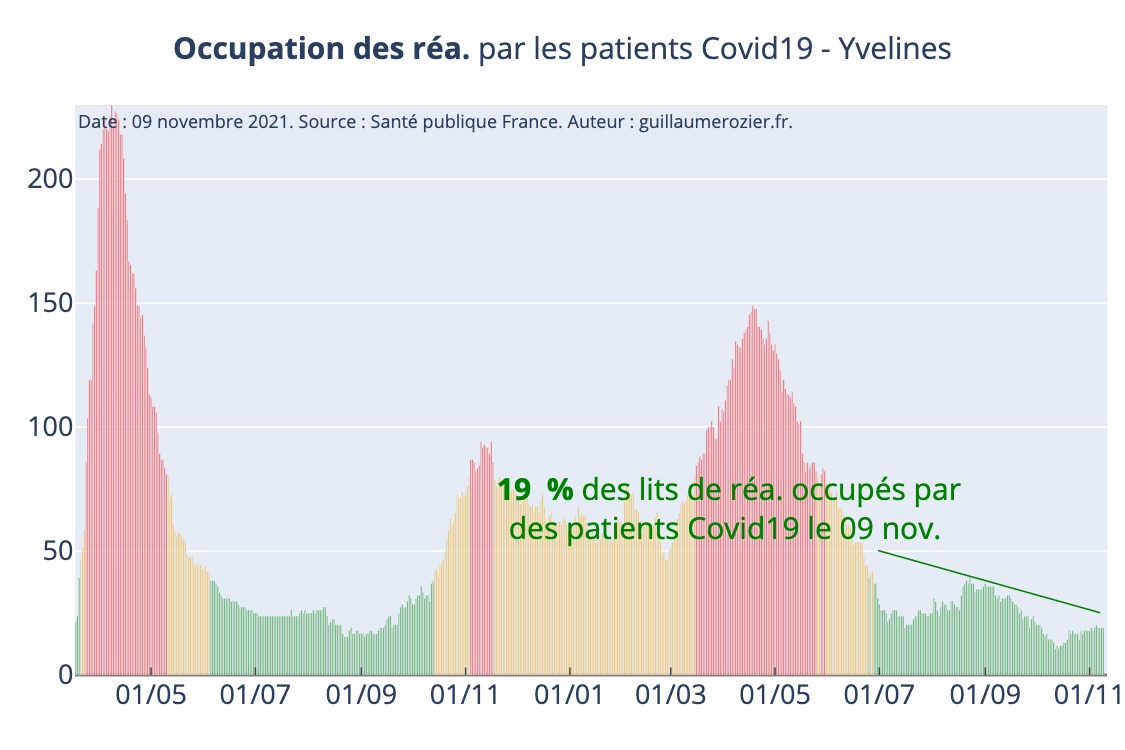 Occupation des réa. par les patients Covid19 - Yvelines
Date : 09 novembre 2021. Source : Santé publique France. Auteur : guillaumerozier.fr.
200
150
100
50
0
19 % des lits de réa. occupés par
des patients Covid19 le 09 nov.
01/05 01/07 01/09 01/11 01/01 01/03 01/05 01/07 01/09 01/11